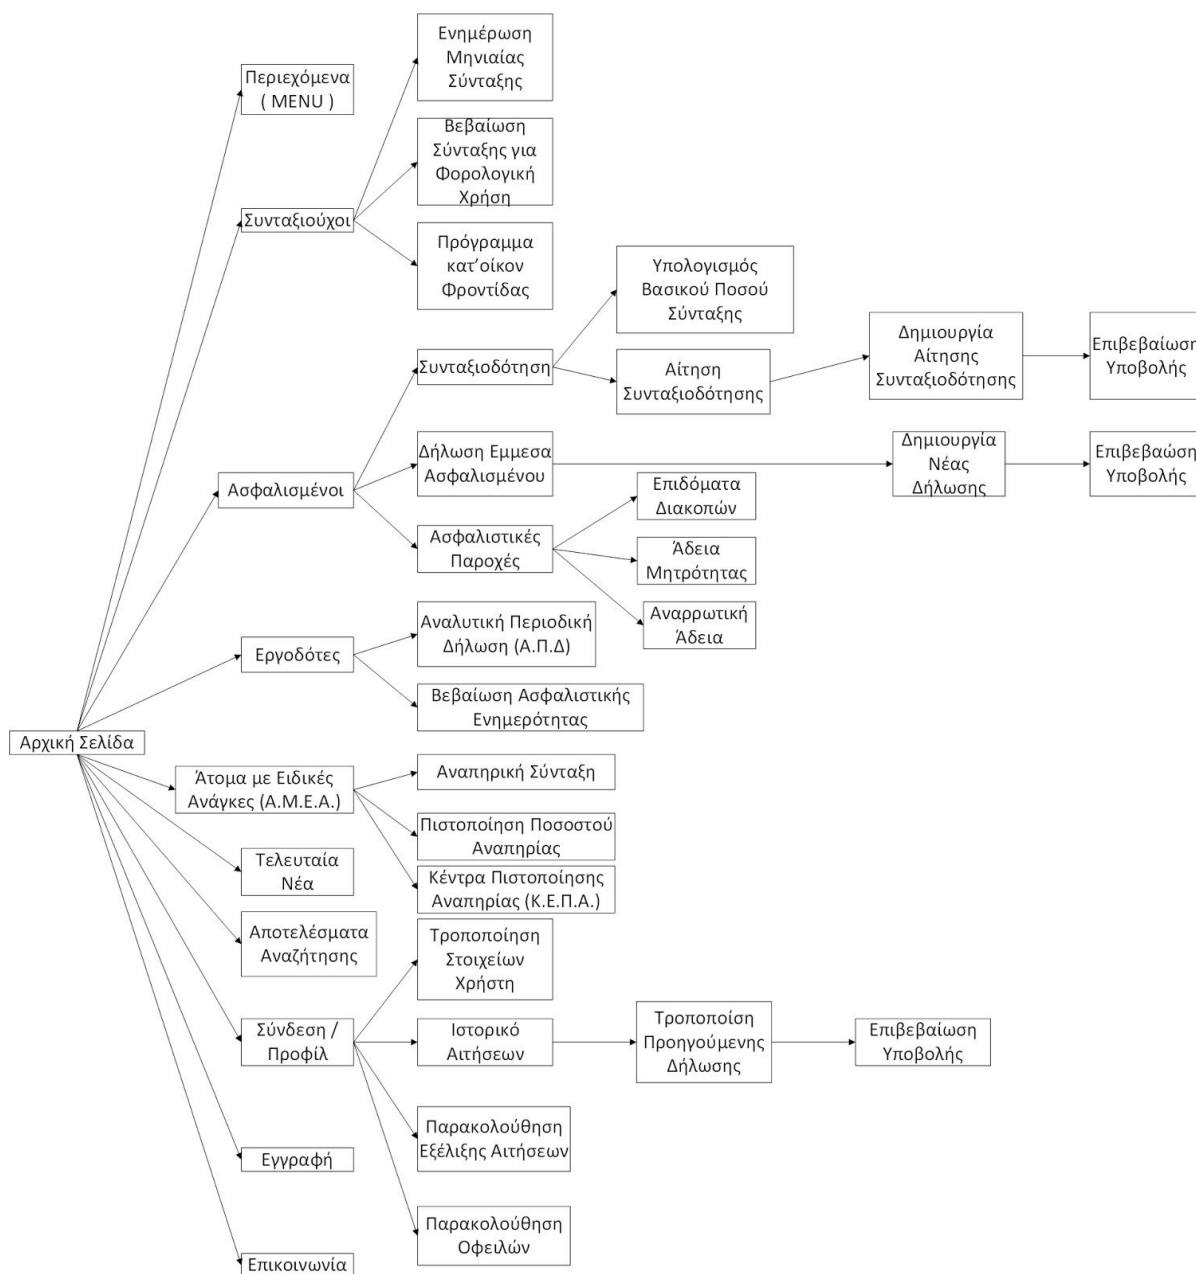 Ενημέρωση
Μηνιαίας
Σύνταξης
Περιεχόμενα
( MENU )
Βεβαίωση
Σύνταξης για
Φορολογική
Χρήση
Συνταξιούχοι
Πρόγραμμα
κατ’οίκον
Φροντίδας
Υπολογισμός
Βασικού Ποσού
Σύνταξης
Συνταξιοδότηση
Αίτηση
Συνταξιοδότησης
Δημιουργία
Αίτησης
Συνταξιοδότησης
Επιβεβαίωση
Υποβολής
Δήλωση Εμμεσα
Ασφαλισμένου
Δημιουργία
Νέας
Δήλωσης
Επιβεβαώση
Υποβολής
Ασφαλισμένοι
Επιδόματα
Διακοπών
Ασφαλιστικές
Παροχές
Άδεια
Μητρότητας
Αναρρωτική
Άδεια
Αναλυτική Περιοδική
Δήλωση (Α.Π.Δ)
Εργοδότες
Βεβαίωση Ασφαλιστικής
Ενημερότητας
Αρχική Σελίδα
Άτομα με Ειδικές
Ανάγκες (Α.Μ.Ε.Α.)
Αναπηρική Σύνταξη
Πιστοποίηση Ποσοστού
Αναπηρίας
Τελευταία
Νέα
Κέντρα Πιστοποίησης
Αναπηρίας (Κ.Ε.Π.Α.)
Αποτελέσματα
Αναζήτησης
Τροποποίηση
Στοιχείων
Χρήστη
Σύνδεση /
Προφίλ
Ιστορικό
Αιτήσεων
Τροποποίση
Προηγούμενης
Δήλωσης
Επιβεβαίωση
Υποβολής
Παρακολούθηση
Εξέλιξης Αιτήσεων
Εγγραφή
Παρακολούθηση
Οφειλών
Επικοινωνία